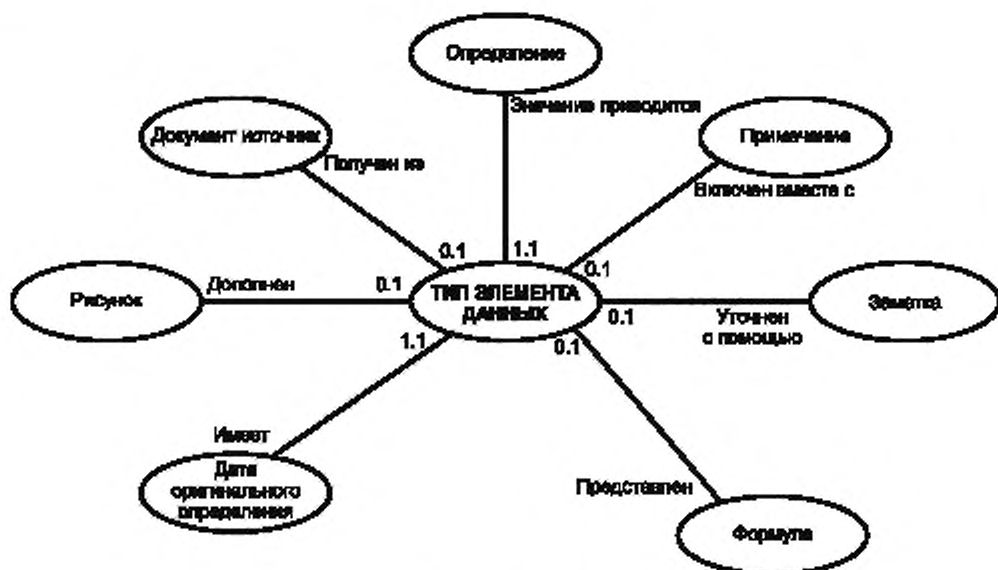 Определение
Значение приводится
Документ источник
Примечание
Получен из
Включен вместе с
0.1
1.1
0.1
Рисунок
Дополнен
0.1
ТИП ЭЛЕМЕНТА
ДАННЫХ
0.1
Заметка
Уточнен
с помощью
1.1
0.1
Имеет
Дата
оригинального
определения
Представлен
Формула